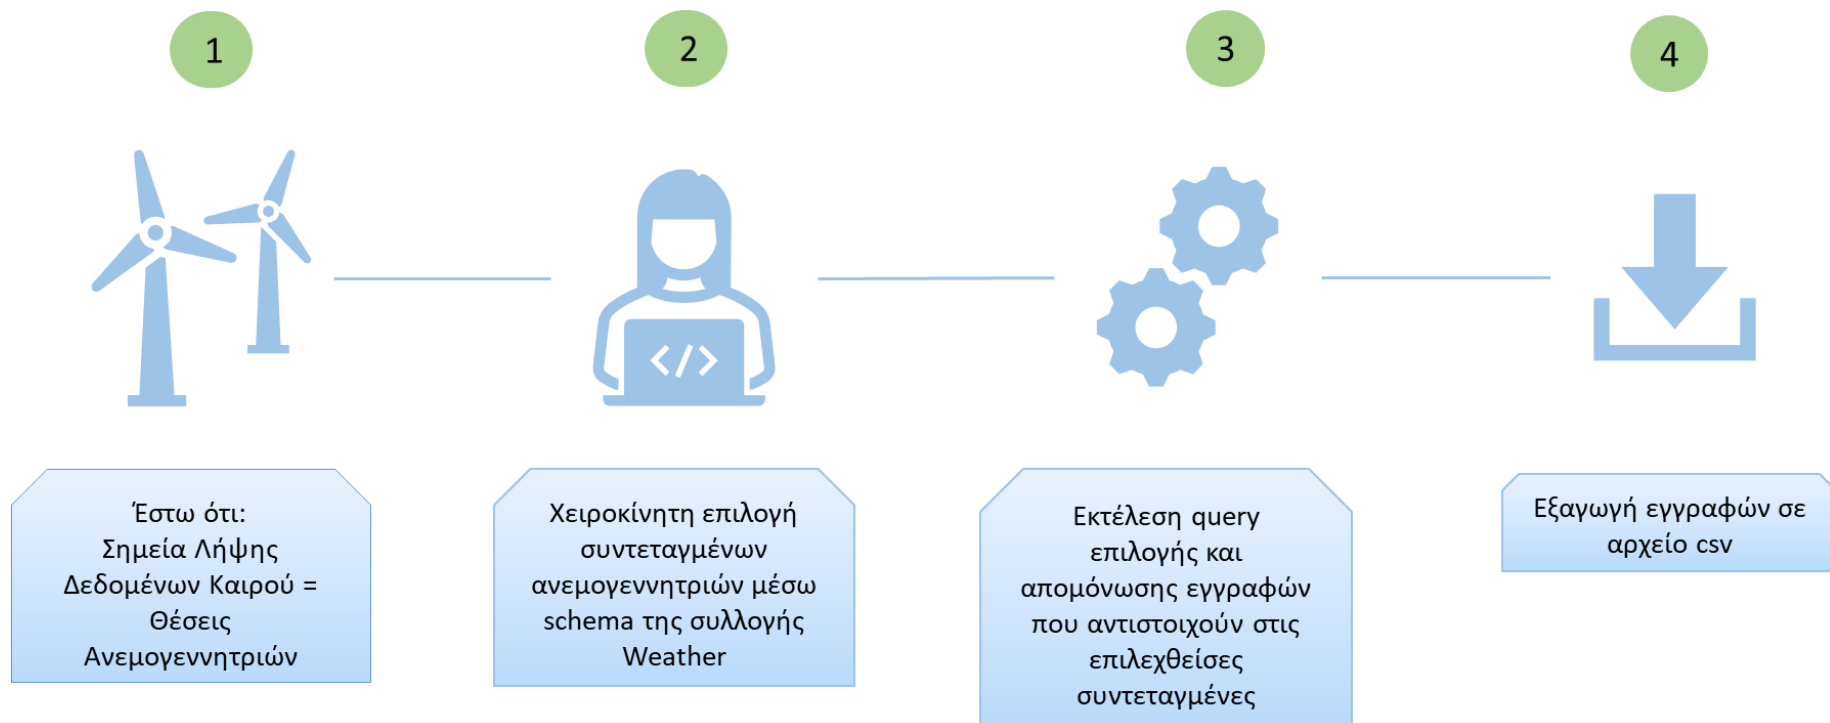 1
2
3
4
</>
Έστω ότι:
Σημεία Λήψης
Δεδομένων Καιρού =
Θέσεις
Ανεμογεννητριών
Χειροκίνητη επιλογή
συντεταγμένων
ανεμογεννητριών μέσω
schema της συλλογής
Weather
Εκτέλεση query
επιλογής και
απομόνωσης εγγραφών
που αντιστοιχούν στις
επιλεχθείσες
συντεταγμένες
Εξαγωγή εγγραφών σε
αρχείο csv